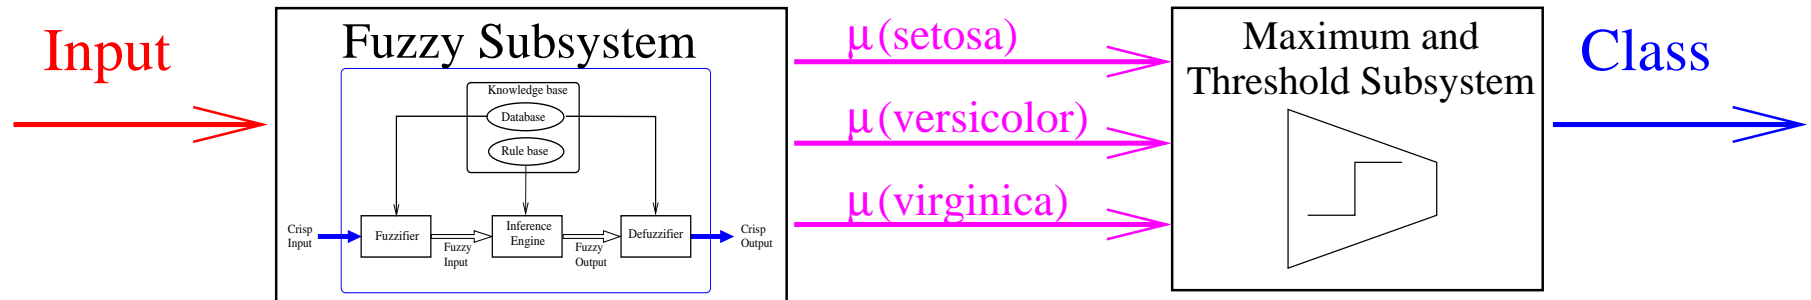 Input
Fuzzy Subsystem
Knowledge base
Database
Rule base
Crisp
Input
Fuzzifier
Fuzzy
Input
Inference
Engine
Fuzzy
Output
Defuzzifier
Crisp
Output
μ(setosa)
μ(versicolor)
μ(virginica)
Maximum and
Threshold Subsystem
Class